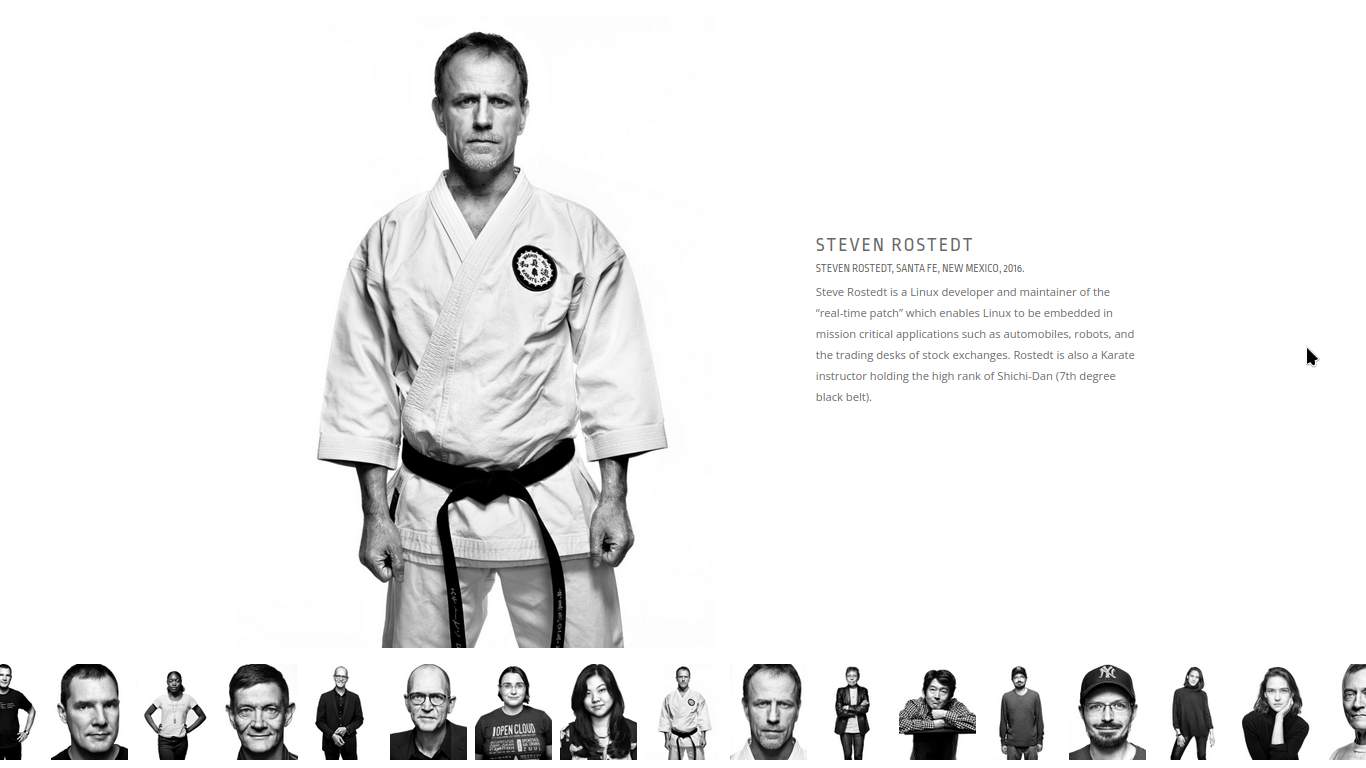 STEVEN ROSTEDT
STEVEN ROSTEDT, SANTA FE, NEW MEXICO, 2016.
Steve Rostedt is a Linux developer and maintainer of the
“real-time patch” which enables Linux to be embedded in
mission critical applications such as automobiles, robots, and
the trading desks of stock exchanges. Rostedt is also a Karate
instructor holding the high rank of Shichi-Dan (7th degree
black belt).
OPEN CLOUD